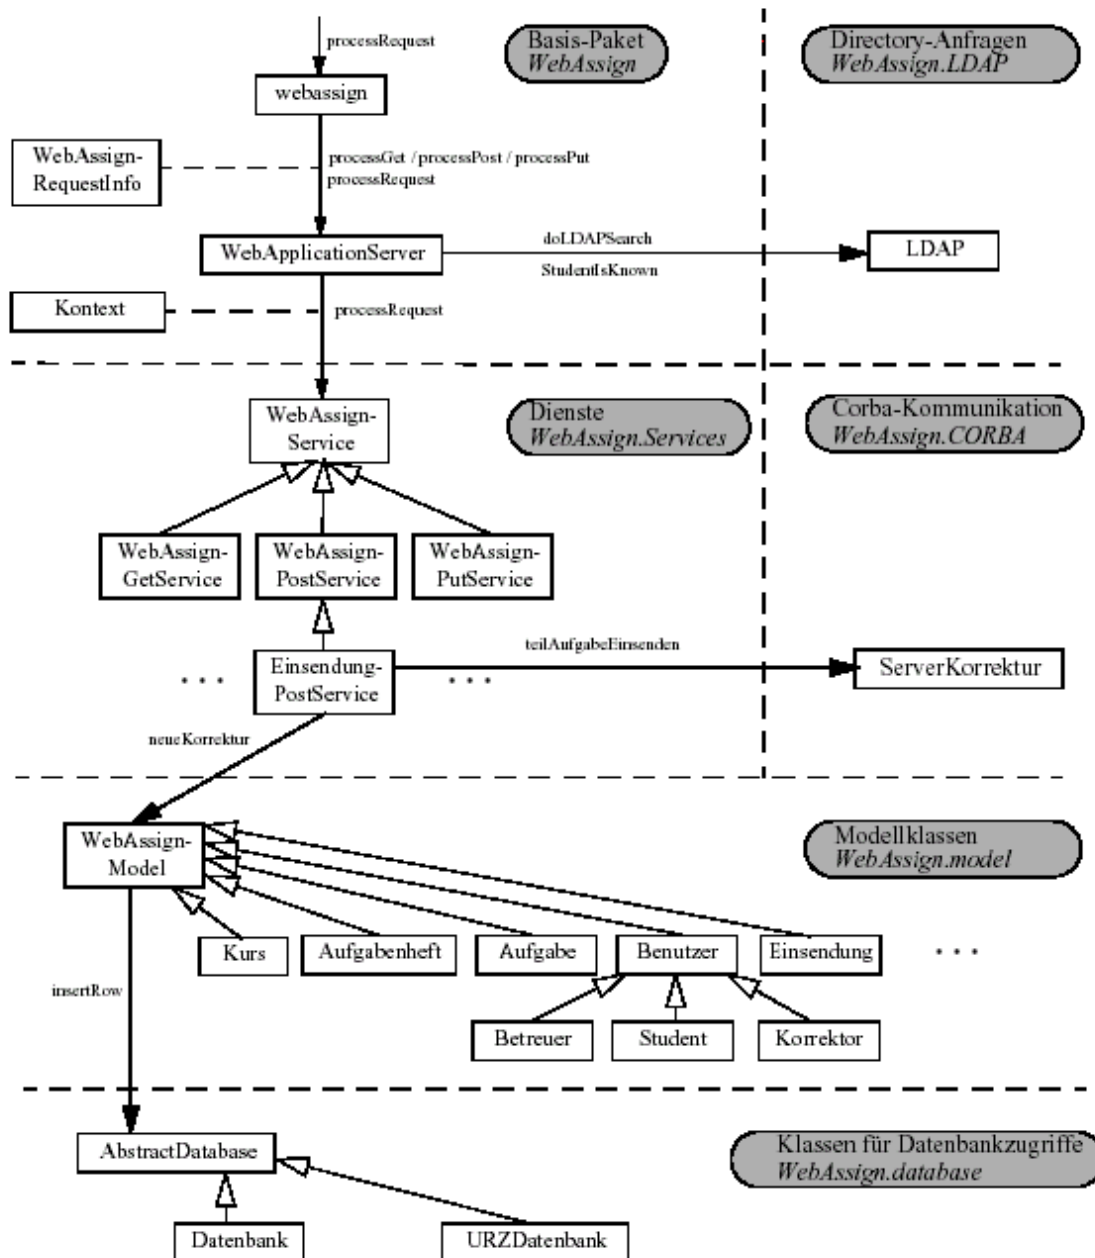 processRequest
Basis-Paket
WebAssign
Directory-Anfragen
WebAssign.LDAP
webassign
WebAssign-
RequestInfo
processGet / processPost / processPut
processRequest
WebApplicationServer
doLDAPSearch
StudentIsKnown
LDAP
Kontext
processRequest
WebAssign-
Service
Dienste
WebAssign.Services
Corba-Kommunikation
WebAssign.CORBA
WebAssign-
GetService
WebAssign-
PostService
WebAssign-
PutService
. . .
Einsendung-
PostService
. . .
teilAufgabeEinsenden
ServerKorrektur
neueKorrektur
WebAssign-
Model
Modellklassen
WebAssign.model
Kurs
Aufgabenheft
Aufgabe
Benutzer
Einsendung
. . .
insertRow
Betreuer
Student
Korrektor
AbstractDatabase
Klassen für Datenbankzugriffe
WebAssign.database
Datenbank
URZDatenbank